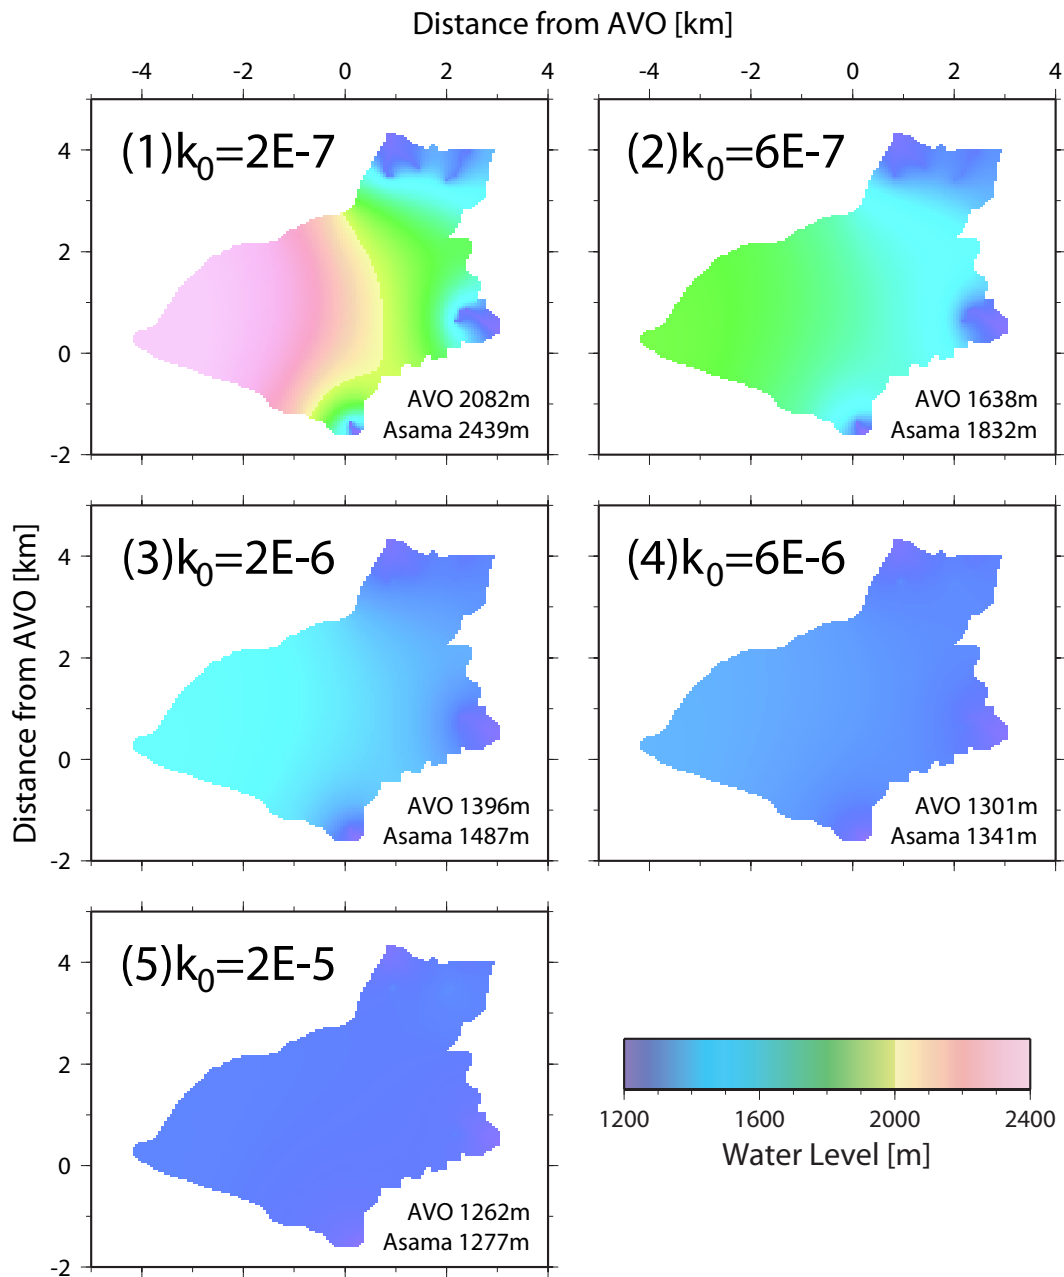 Distance from AVO [km]
-4 -2 0 2 4
-4 -2 0 2 4
(1)k₀=2E-7
4
2
0
-2
AVO 2082m
Asama 2439m
(2)k₀=6E-7
AVO 1638m
Asama 1832m
Distance from AVO [km]
(3)k₀=2E-6
4
2
0
-2
AVO 1396m
Asama 1487m
(4)k₀=6E-6
AVO 1301m
Asama 1341m
(5)k₀=2E-5
4
2
0
-2
AVO 1262m
Asama 1277m
1200 1600 2000 2400
Water Level [m]